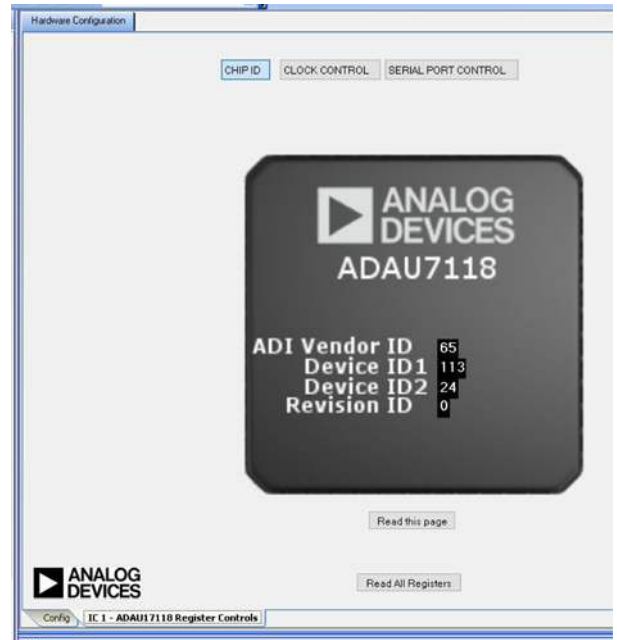 Hardware Configuration
CHIP ID CLOCK CONTROL SERIAL PORT CONTROL
ANALOG
DEVICES
ADAU7118
ADI Vendor ID 65
Device ID1 113
Device ID2 24
Revision ID 0
Read this page
ANALOG
DEVICES
Read All Registers
Config IC 1 - ADAU17118 Register Controls